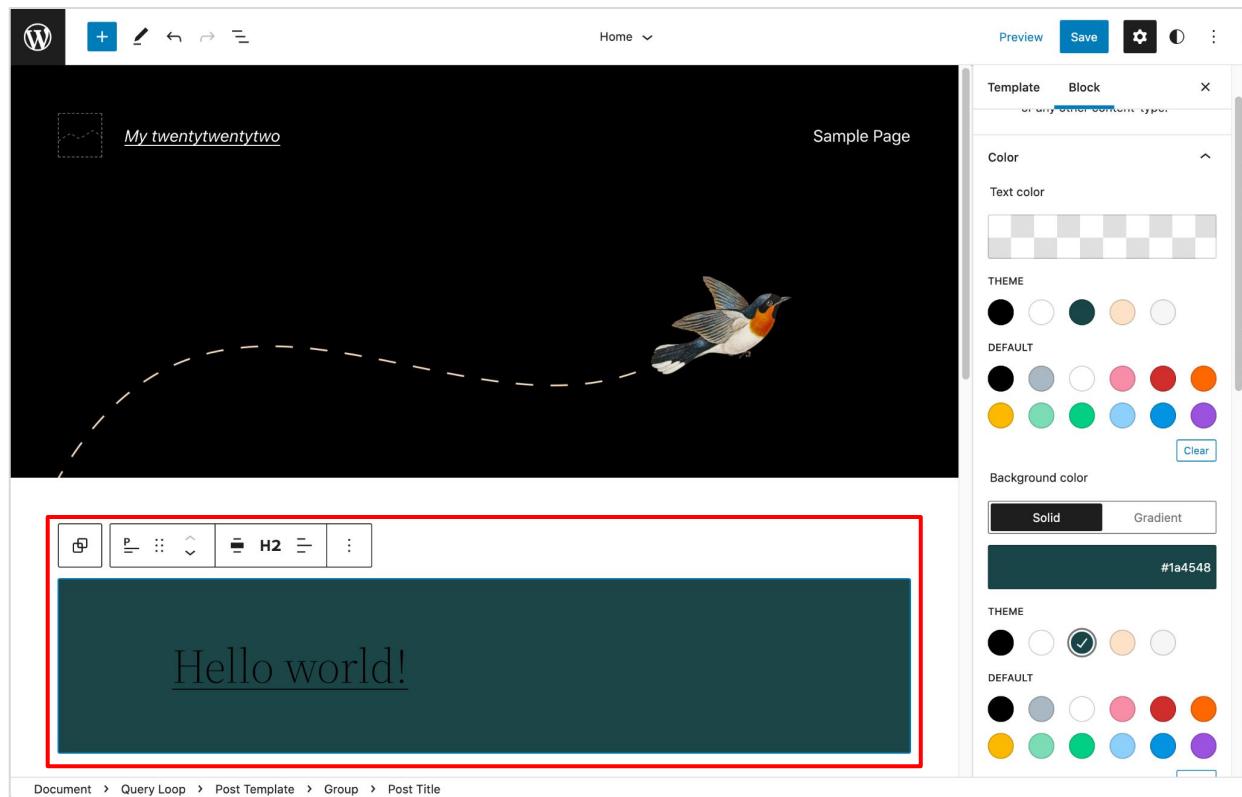 Home
Preview Save
My twentytwentytwo
Sample Page
Template Block
Color
Text color
THEME
DEFAULT
Clear
Background color
Solid Gradient
#1a4548
THEME
DEFAULT
P H2
Hello world!
Document > Query Loop > Post Template > Group > Post Title